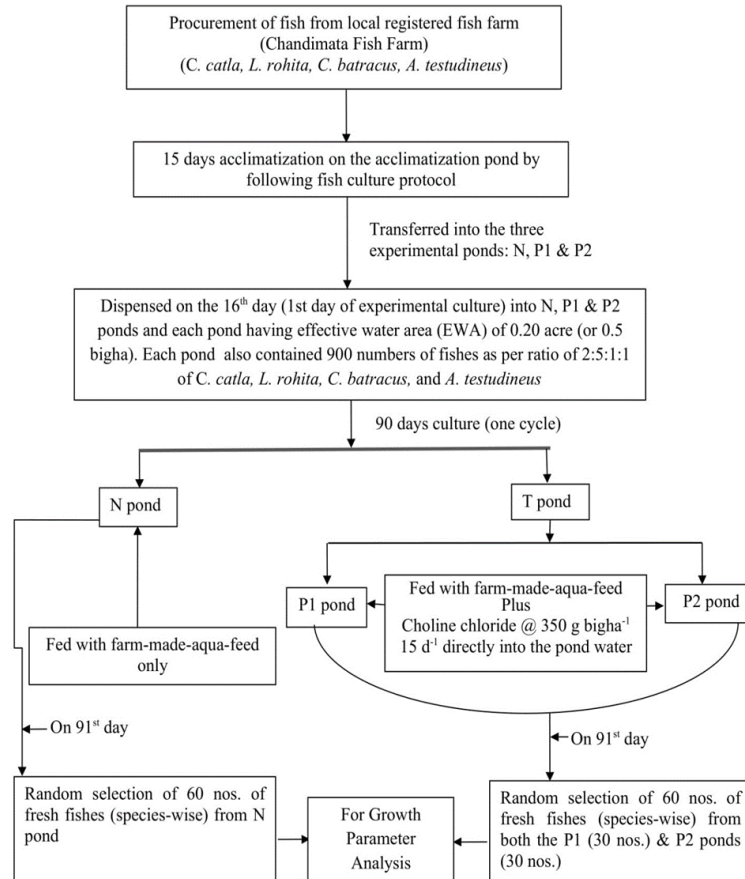 Procurement of fish from local registered fish farm
(Chandimata Fish Farm)
(C. catla, L. rohita, C. batracus, A. testudineus)
15 days acclimatization on the acclimatization pond by
following fish culture protocol
Transferred into the three
experimental ponds: N, P1 & P2
Dispensed on the 16th day (1st day of experimental culture) into N, P1 & P2
ponds and each pond having effective water area (EWA) of 0.20 acre (or 0.5
bigha). Each pond also contained 900 numbers of fishes as per ratio of 2:5:1:1
of C. catla, L. rohita, C. batracus, and A. testudineus
90 days culture (one cycle)
N pond
T pond
P1 pond
Fed with farm-made-aqua-feed
Plus
Choline chloride @ 350 g bigha-1
15 d-1 directly into the pond water
P2 pond
Fed with farm-made-aqua-feed
only
On 91st day
On 91st day
Random selection of 60 nos. of
fresh fishes (species-wise) from N
pond
For Growth
Parameter
Analysis
Random selection of 60 nos. of
fresh fishes (species-wise) from
both the P1 (30 nos.) & P2 ponds
(30 nos.)